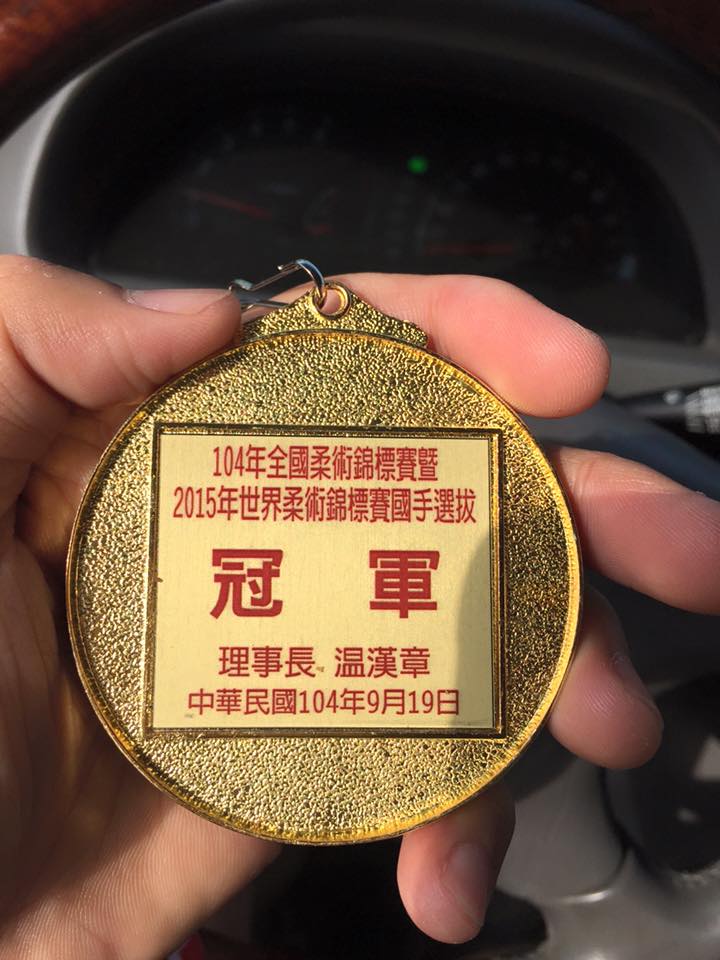 104年全國柔術錦標賽暨
2015年世界柔術錦標賽國手選拔
冠 軍
理事長 温漢章
中華民國104年9月19日